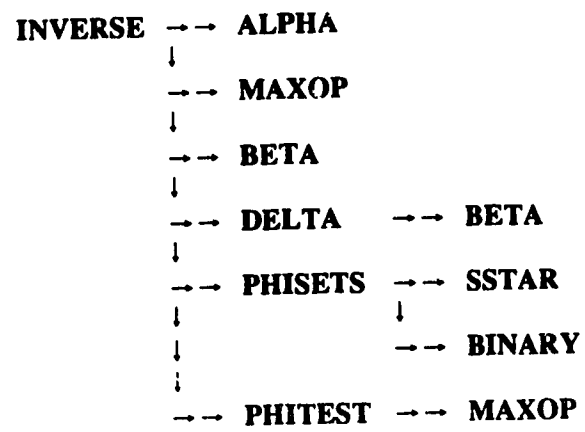 INVERSE →→ ALPHA
↓
→→ MAXOP
↓
→→ BETA
↓
→→ DELTA →→ BETA
↓
→→ PHISETS →→ SSTAR
↓ ↓
↓ →→ BINARY
↓
→→ PHITEST →→ MAXOP